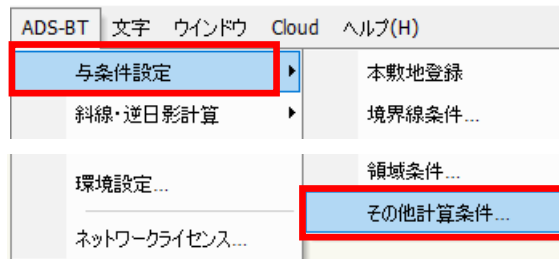 ADS-BT 文字 ウインドウ Cloud ヘルプ(H)
与条件設定
斜線・逆日影計算
環境設定...
ネットワークライセンス...
本敷地登録
境界線条件...
領域条件...
その他計算条件...